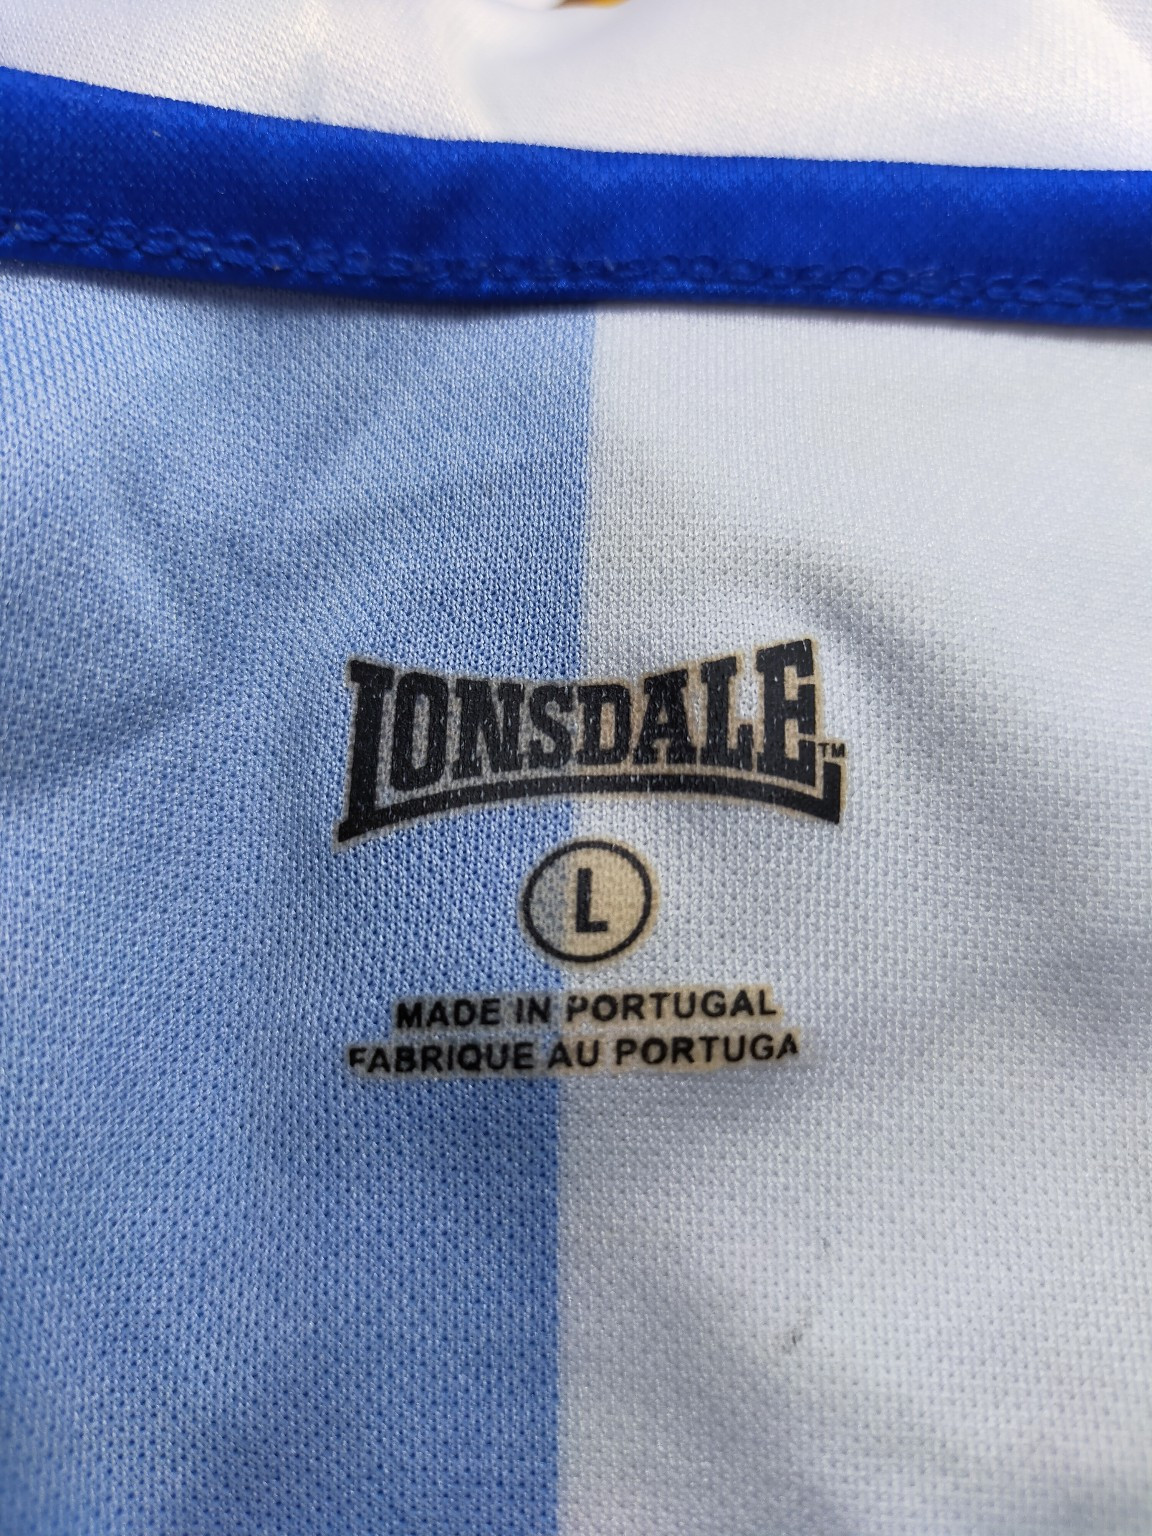 LONSDALE™
L
MADE IN PORTUGAL
FABRIQUE AU PORTUGA